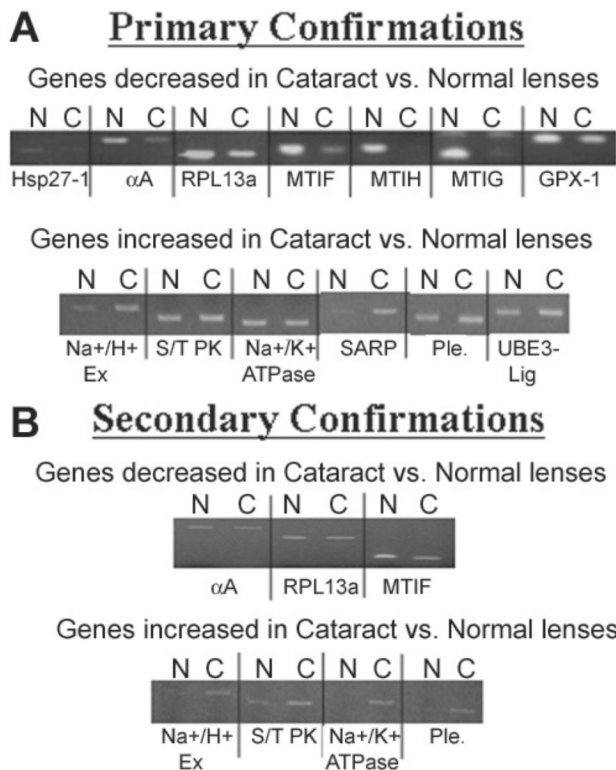 A Primary Confirmations
Genes decreased in Cataract vs. Normal lenses
N C N C N C N C N C N C N C
Hsp27-1 αA RPL13a MTIF MTIH MTIG GPX-1
Genes increased in Cataract vs. Normal lenses
N C N C N C N C N C N C
Na+/H+ S/T PK Na+/K+ SARP Ple. UBE3-
Ex ATPase Lig
B Secondary Confirmations
Genes decreased in Cataract vs. Normal lenses
N C N C N C
αA RPL13a MTIF
Genes increased in Cataract vs. Normal lenses
N C N C N C N C
Na+/H+ S/T PK Na+/K+ Ple.
Ex ATPase